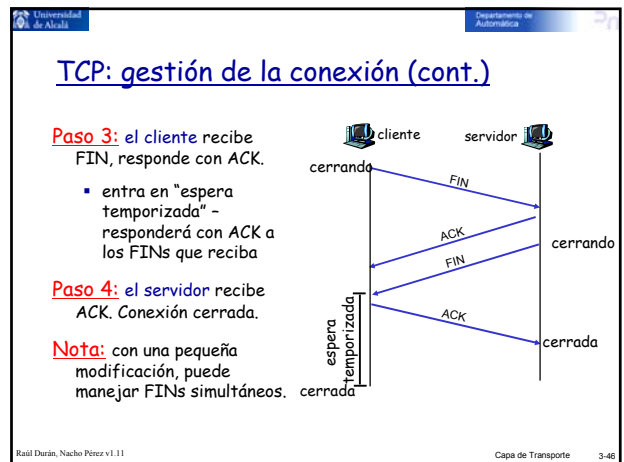 Universidad
de Alcalá
Departamento de
Automática
TCP: gestión de la conexión (cont.)
Paso 3: el cliente recibe
FIN, responde con ACK.
▪ entra en “espera
temporizada” –
responderá con ACK a
los FINs que reciba
Paso 4: el servidor recibe
ACK. Conexión cerrada.
Nota: con una pequeña
modificación, puede
manejar FINs simultáneos.
cliente
servidor
cerrando
FIN
ACK
cerrando
FIN
espera
temporizada
ACK
cerrada
cerrada
Raúl Durán, Nacho Pérez v1.11
Capa de Transporte
3-46